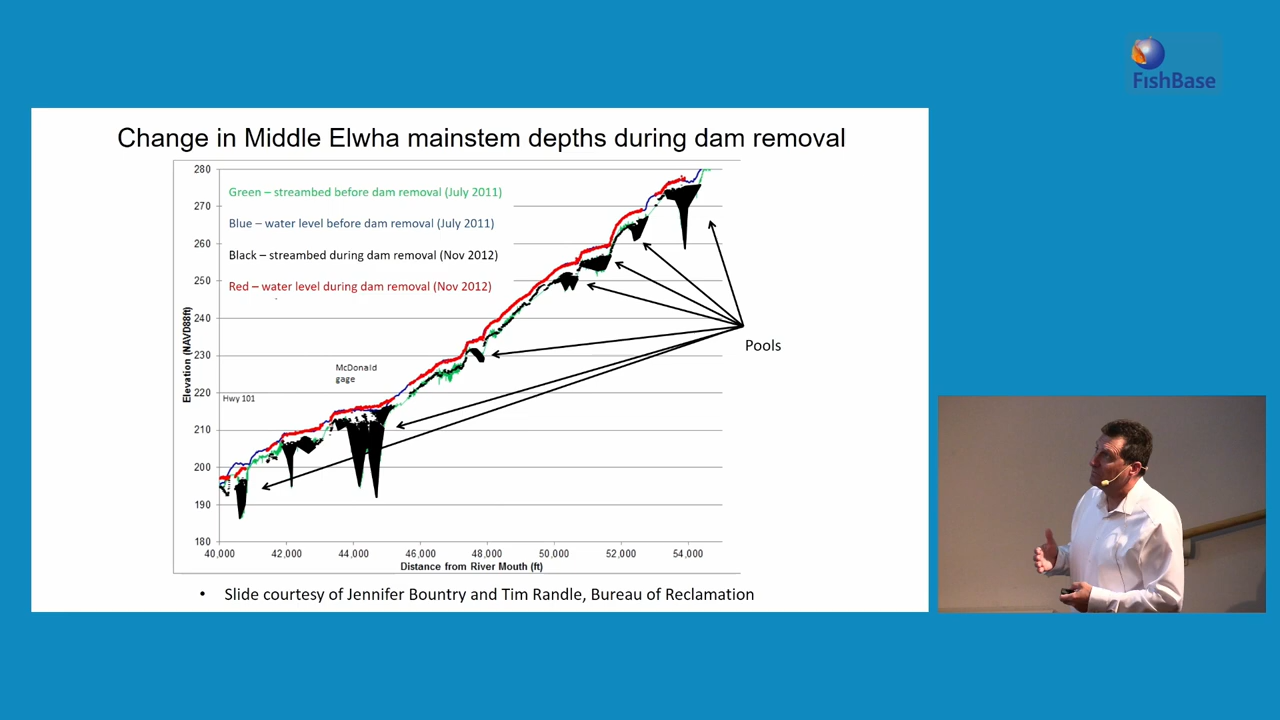 FishBase
Change in Middle Elwha mainstem depths during dam removal
280
270
260
250
240
230
220
210
200
190
180
Elevation (NAVD88ft)
Green – streambed before dam removal (July 2011)
Blue – water level before dam removal (July 2011)
Black – streambed during dam removal (Nov 2012)
Red – water level during dam removal (Nov 2012)
Pools
McDonald
gage
Hwy 101
40,000 42,000 44,000 46,000 48,000 50,000 52,000 54,000
Distance from River Mouth (ft)
• Slide courtesy of Jennifer Bountry and Tim Randle, Bureau of Reclamation